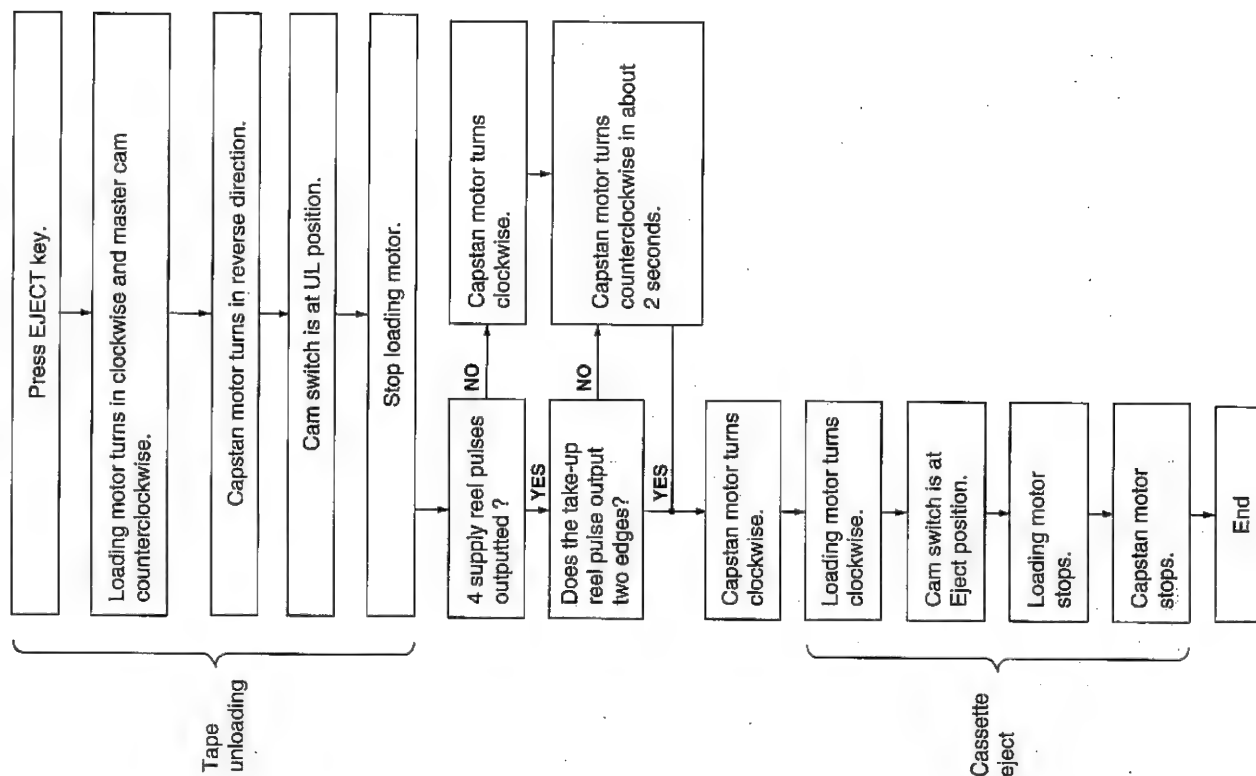 Press EJECT key.
Loading motor turns in clockwise and master cam
counterclockwise.
Capstan motor turns in reverse direction.
Cam switch is at UL position.
Stop loading motor.
Tape
unloading
4 supply reel pulses
outputted ?
NO
Capstan motor turns
clockwise.
YES
Does the take-up
reel pulse output
two edges?
NO
Capstan motor turns
counterclockwise in about
2 seconds.
YES
Capstan motor turns
clockwise.
Loading motor turns
clockwise.
Cam switch is at
Eject position.
Loading motor
stops.
Capstan motor
stops.
Cassette
eject
End